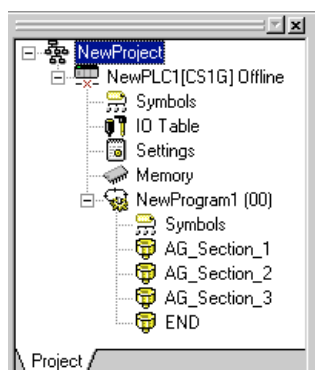 NewProject
NewPLC1[CS1G] Offline
Symbols
IO Table
Settings
Memory
NewProgram1 (00)
Symbols
AG_Section_1
AG_Section_2
AG_Section_3
END
Project